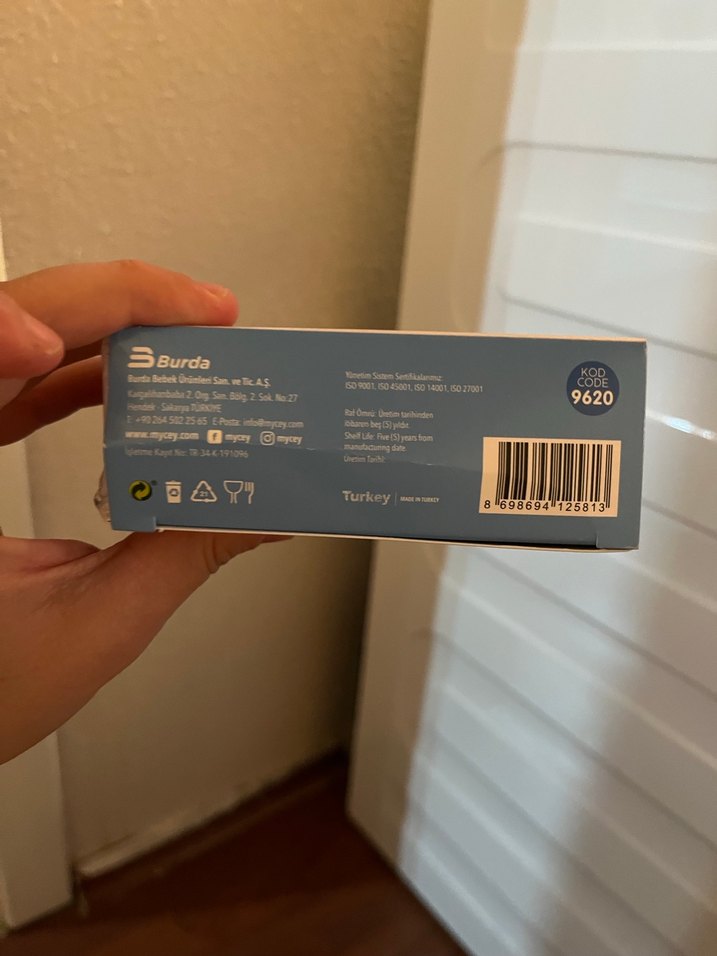 Burda
Burda Bebek Ürünleri San. ve Tic. A.Ş.
Kazgalihanbaba 2. Org. San. Bölg. 2. Sok. No:27
Hendek - Sakarya TÜRKİYE
T: +90 264 502 25 65 E-Posta: info@mycey.com
www.mycey.com f mycey mycey
İşletme Kayıt No: TR-34-K-191096
21
Yönetim Sistem Sertifikalarımız:
ISO 9001, ISO 45001, ISO 14001, ISO 27001
Raf Ömrü: Üretim tarihinden
itibaren beş (5) yıldır.
Shelf Life: Five (5) years from
manufacturing date
Üretim Tarihi:
Turkey | MADE IN TURKEY
KOD
CODE
9620
8 698694 125813